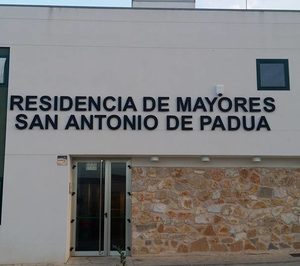 RESIDENCIA DE MAYORES
SAN ANTONIO DE PADUA